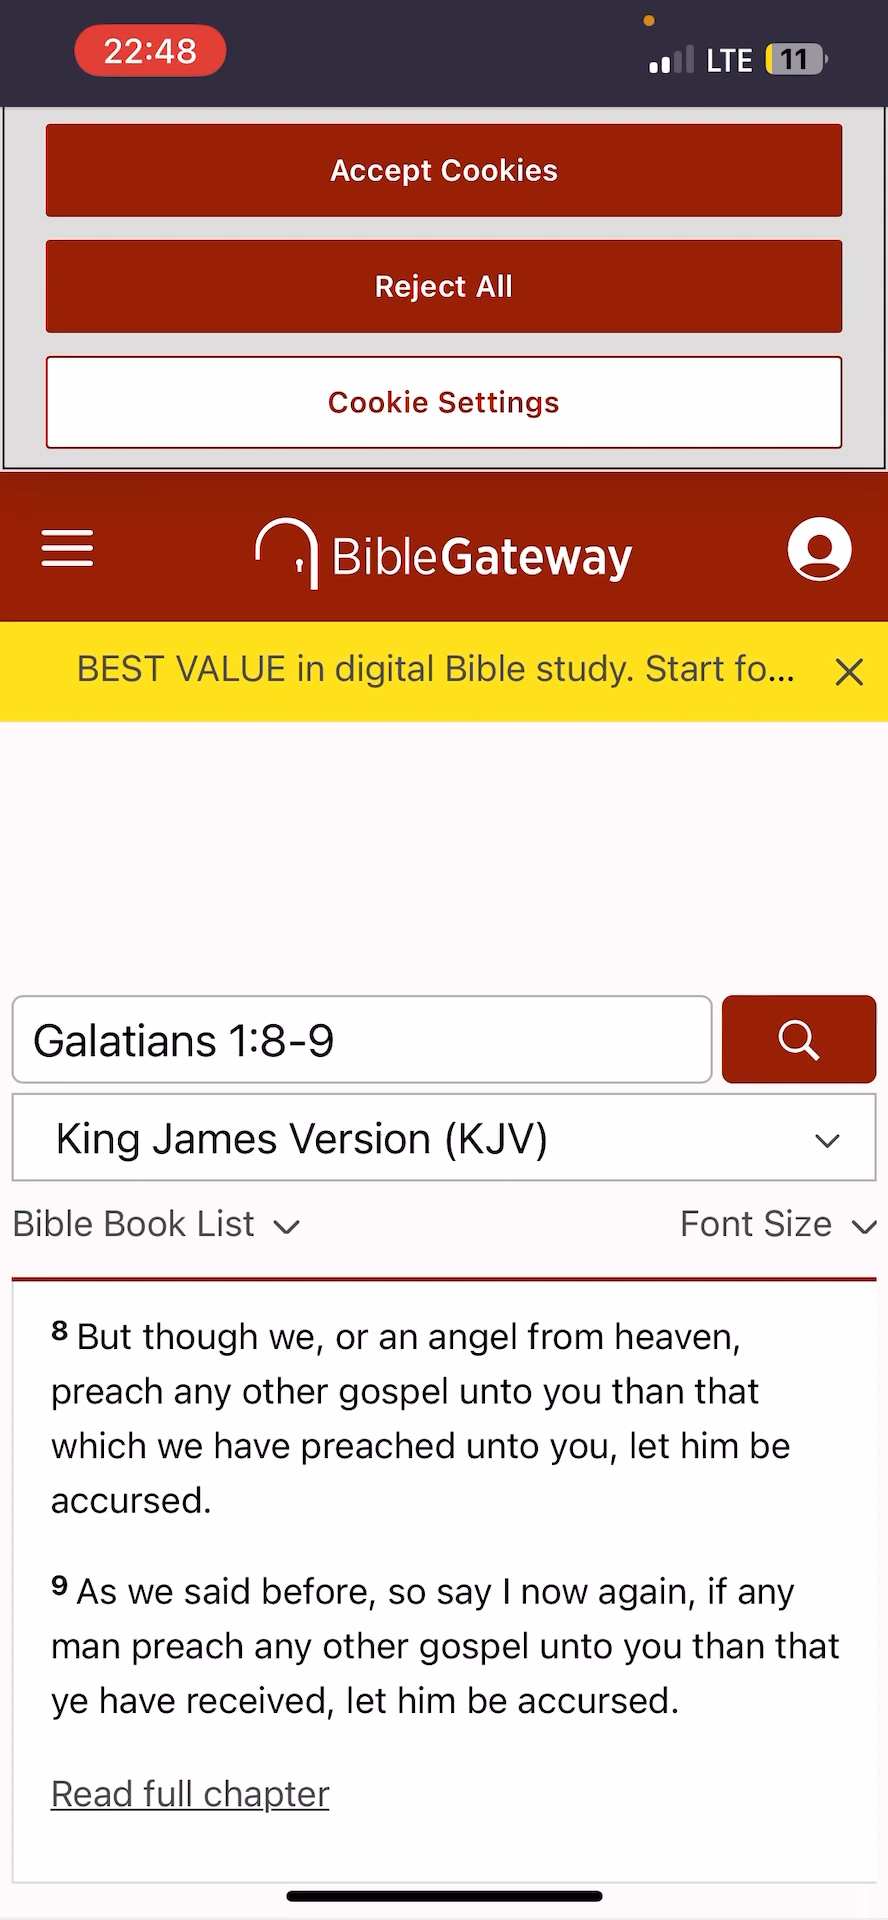 22:48
LTE 11
Accept Cookies
Reject All
Cookie Settings
BibleGateway
BEST VALUE in digital Bible study. Start fo...
Galatians 1:8-9
King James Version (KJV)
Bible Book List
Font Size
8 But though we, or an angel from heaven,
preach any other gospel unto you than that
which we have preached unto you, let him be
accursed.
9 As we said before, so say I now again, if any
man preach any other gospel unto you than that
ye have received, let him be accursed.
Read full chapter